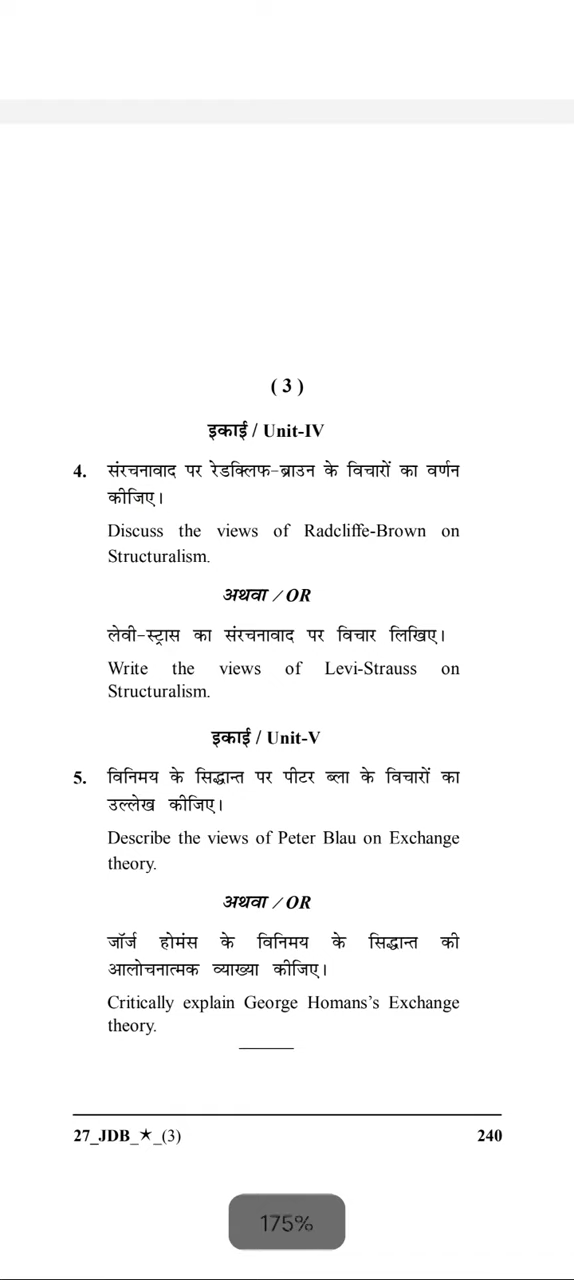 ( 3 )
इकाई / Unit-IV
4. संरचनावाद पर रेडक्लिफ-ब्राउन के विचारों का वर्णन
कीजिए।
Discuss the views of Radcliffe-Brown on
Structuralism.
अथवा / OR
लेवी-स्ट्रास का संरचनावाद पर विचार लिखिए।
Write the views of Levi-Strauss on
Structuralism.
इकाई / Unit-V
5. विनिमय के सिद्धान्त पर पीटर ब्ला के विचारों का
उल्लेख कीजिए।
Describe the views of Peter Blau on Exchange
theory.
अथवा / OR
जॉर्ज होमंस के विनिमय के सिद्धान्त की
आलोचनात्मक व्याख्या कीजिए।
Critically explain George Homans's Exchange
theory.
27_JDB_★_(3) 240
175%